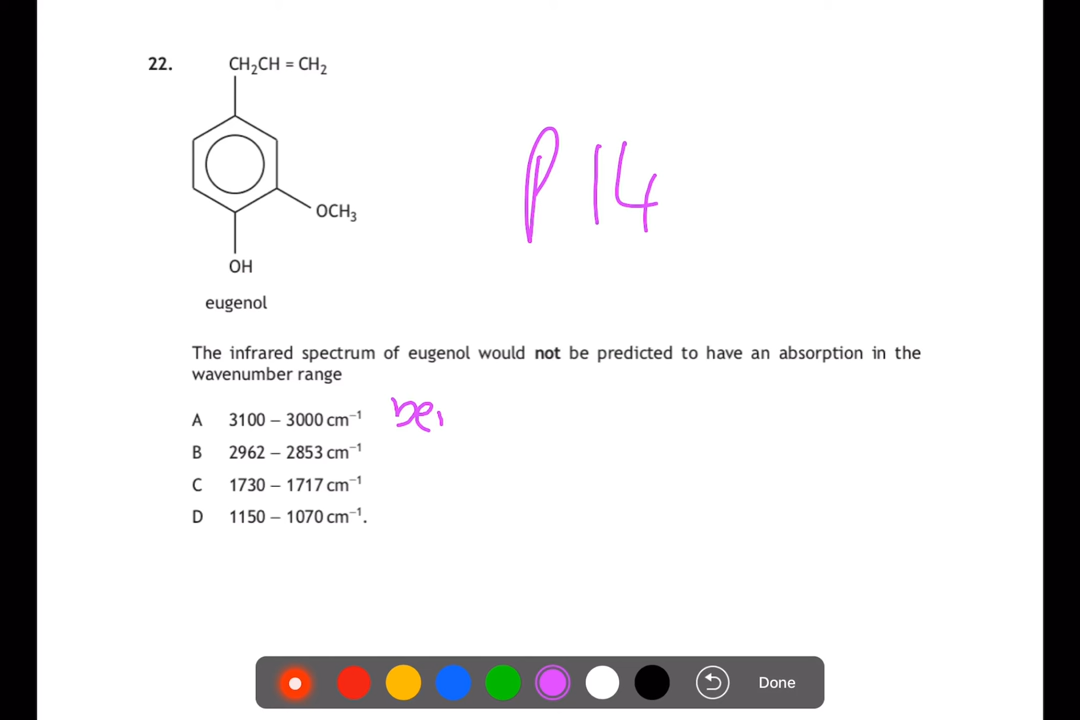 22.
CH₂CH = CH₂
OCH₃
OH
eugenol
P14
The infrared spectrum of eugenol would not be predicted to have an absorption in the
wavenumber range
A 3100 – 3000 cm⁻¹
B 2962 – 2853 cm⁻¹
C 1730 – 1717 cm⁻¹
D 1150 – 1070 cm⁻¹.
Done